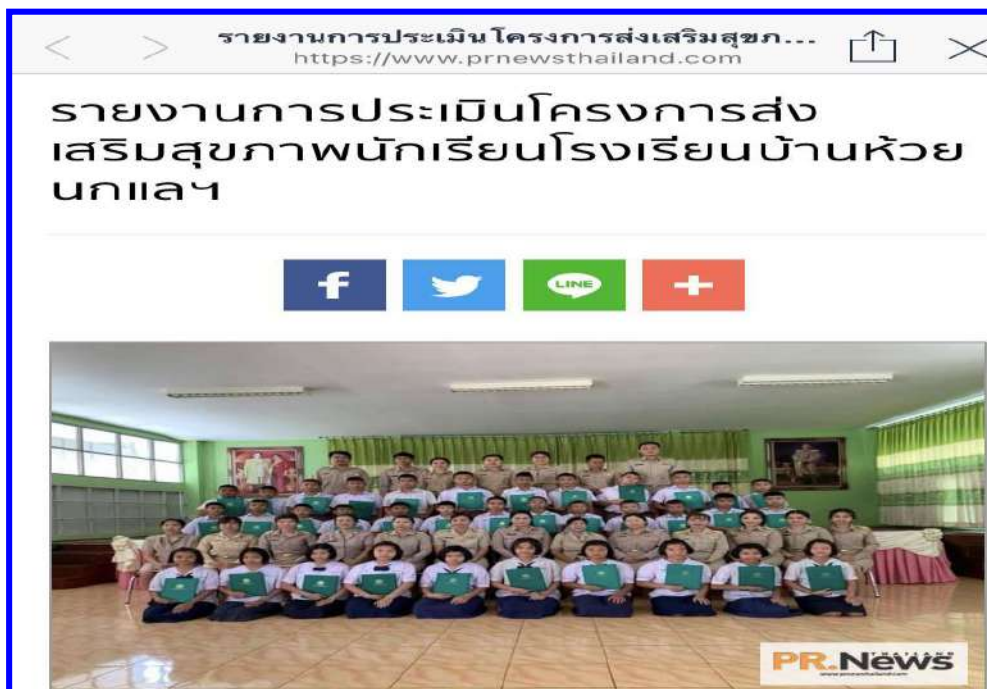 รายงานการประเมินโครงการส่งเสริมสุขภ...
https://www.prnewsthailand.com
รายงานการประเมินโครงการส่ง
เสริมสุขภาพนักเรียนโรงเรียนบ้านห้วย
นกแลฯ
f
LINE
+
THAILAND
PR.News
www.prnewsthailand.com